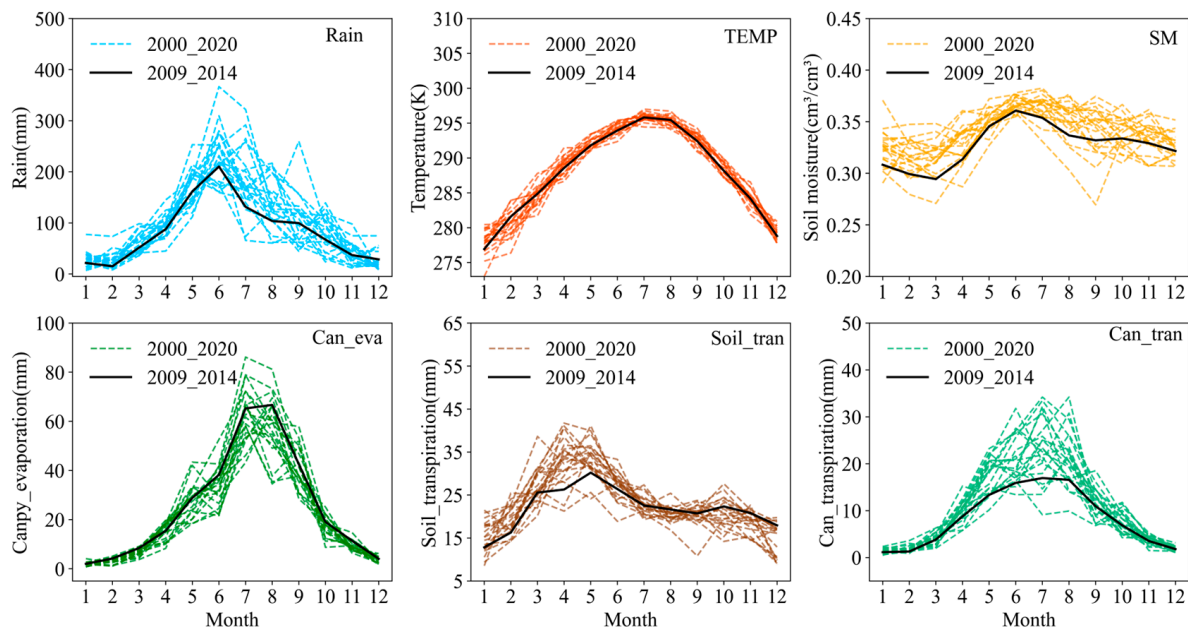 Rain
2000_2020
2009_2014
Rain(mm)
500
400
300
200
100
0
1 2 3 4 5 6 7 8 9 10 11 12
TEMP
2000_2020
2009_2014
Temperature(K)
315
310
305
300
295
290
285
280
275
1 2 3 4 5 6 7 8 9 10 11 12
SM
2000_2020
2009_2014
Soil moisture(cm³/cm³)
0.45
0.40
0.35
0.30
0.25
0.20
1 2 3 4 5 6 7 8 9 10 11 12
Can_eva
2000_2020
2009_2014
Canpy_evaporation(mm)
100
80
60
40
20
0
1 2 3 4 5 6 7 8 9 10 11 12
Month
Soil_tran
2000_2020
2009_2014
Soil_transpiration(mm)
65
55
45
35
25
15
5
1 2 3 4 5 6 7 8 9 10 11 12
Month
Can_tran
2000_2020
2009_2014
Can_transpiration(mm)
50
40
30
20
10
0
1 2 3 4 5 6 7 8 9 10 11 12
Month